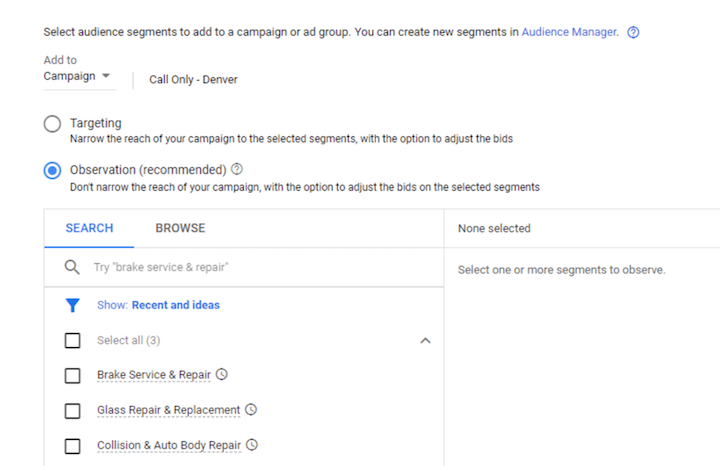 Select audience segments to add to a campaign or ad group. You can create new segments in Audience Manager.
Add to
Campaign
Call Only - Denver
Targeting
Narrow the reach of your campaign to the selected segments, with the option to adjust the bids
Observation (recommended)
Don't narrow the reach of your campaign, with the option to adjust the bids on the selected segments
SEARCH BROWSE
None selected
Try "brake service & repair"
Select one or more segments to observe.
Show: Recent and ideas
Select all (3)
Brake Service & Repair
Glass Repair & Replacement
Collision & Auto Body Repair